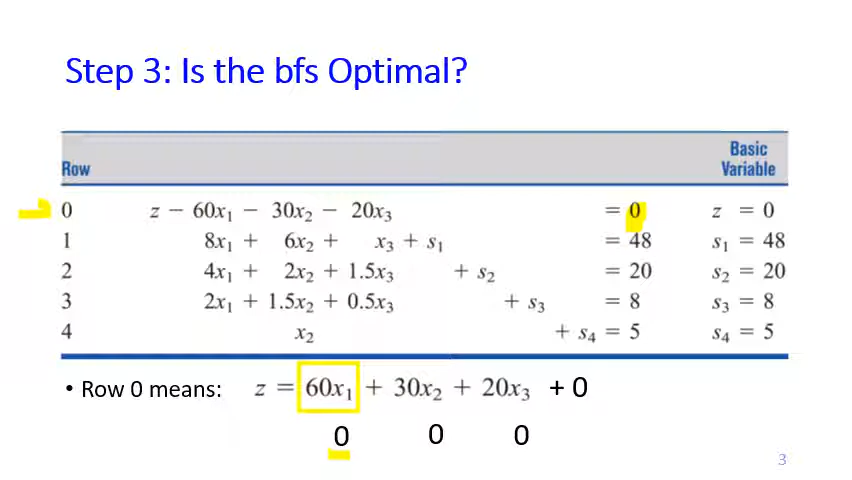 Step 3: Is the bfs Optimal?
Basic
Row Variable
0 z − 60x₁ − 30x₂ − 20x₃ = 0 z = 0
1 8x₁ + 6x₂ + x₃ + s₁ = 48 s₁ = 48
2 4x₁ + 2x₂ + 1.5x₃ + s₂ = 20 s₂ = 20
3 2x₁ + 1.5x₂ + 0.5x₃ + s₃ = 8 s₃ = 8
4 x₂ + s₄ = 5 s₄ = 5
• Row 0 means: z = 60x₁ + 30x₂ + 20x₃ + 0
0 0 0
3